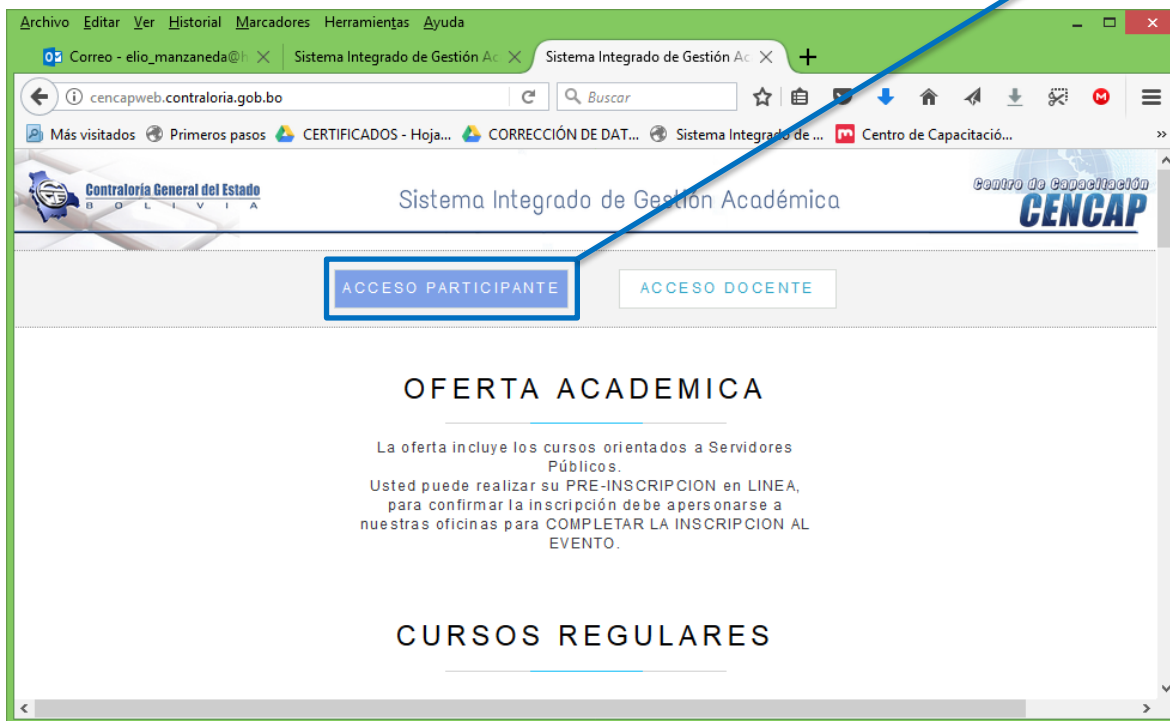 Archivo Editar Ver Historial Marcadores Herramientas Ayuda
Correo - elio_manzaneda@h
Sistema Integrado de Gestión Ac
Sistema Integrado de Gestión Ac
cencapweb.contraloria.gob.bo
Buscar
Más visitados Primeros pasos CERTIFICADOS - Hoja... CORRECCIÓN DE DAT... Sistema Integrado de ... Centro de Capacitació... »
Contraloría General del Estado
BOLIVIA
Sistema Integrado de Gestión Académica
Centro de Capacitación
CENCAP
ACCESO PARTICIPANTE
ACCESO DOCENTE
OFERTA ACADEMICA
La oferta incluye los cursos orientados a Servidores
Públicos.
Usted puede realizar su PRE-INSCRIPCION en LINEA,
para confirmar la inscripción debe apersonarse a
nuestras oficinas para COMPLETAR LA INSCRIPCION AL
EVENTO.
CURSOS REGULARES